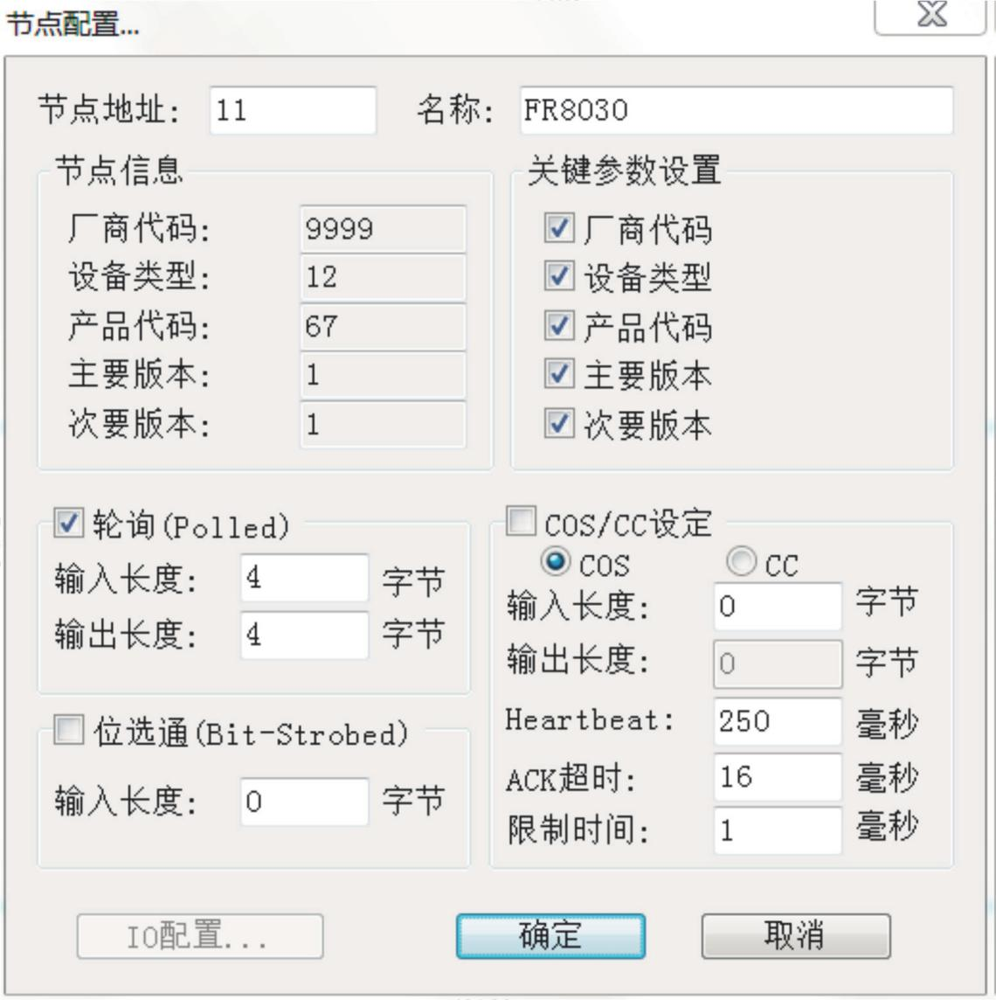 节点配置...
节点地址: 11 名称: FR8030
节点信息 关键参数设置
厂商代码: 9999 厂商代码
设备类型: 12 设备类型
产品代码: 67 产品代码
主要版本: 1 主要版本
次要版本: 1 次要版本
轮询(Polled) COS/CC设定
COS CC
输入长度: 4 字节 输入长度: 0 字节
输出长度: 4 字节 输出长度: 0 字节
位选通(Bit-Strobed) Heartbeat: 250 毫秒
输入长度: 0 字节 ACK超时: 16 毫秒
限制时间: 1 毫秒
IO配置... 确定 取消